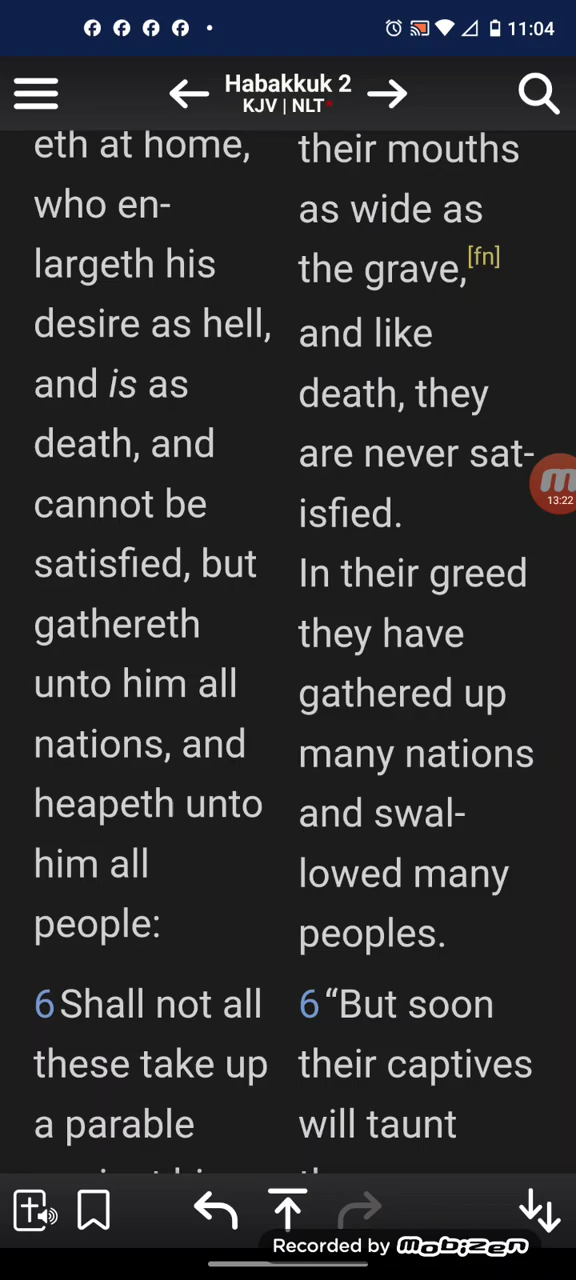 11:04
Habakkuk 2
KJV | NLT
eth at home,
who en-
largeth his
desire as hell,
and is as
death, and
cannot be
satisfied, but
gathereth
unto him all
nations, and
heapeth unto
him all
people:
6 Shall not all
these take up
a parable
their mouths
as wide as
the grave,[fn]
and like
death, they
are never sat-
isfied.
In their greed
they have
gathered up
many nations
and swal-
lowed many
peoples.
6 “But soon
their captives
will taunt
13:22
Recorded by mobizen